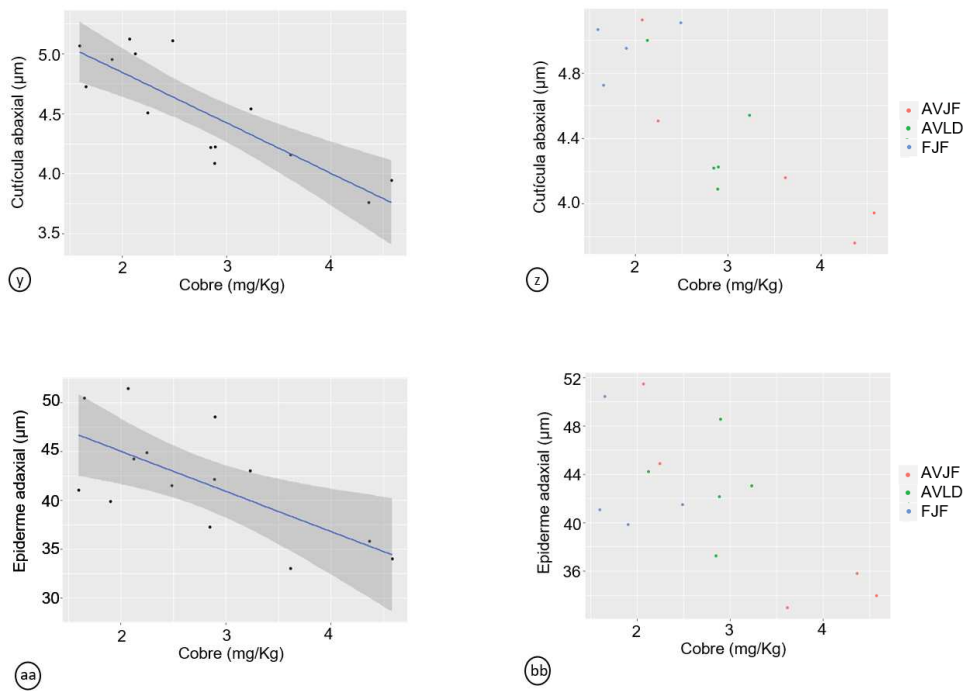 Cutícula abaxial (µm)
5.0
4.5
4.0
3.5
2 3 4
Cobre (mg/Kg)
y
Cutícula abaxial (µm)
4.8
4.4
4.0
2 3 4
Cobre (mg/Kg)
z
AVJF
AVLD
FJF
Epiderme adaxial (µm)
50
45
40
35
30
2 3 4
Cobre (mg/Kg)
aa
Epiderme adaxial (µm)
52
48
44
40
36
2 3 4
Cobre (mg/Kg)
bb
AVJF
AVLD
FJF